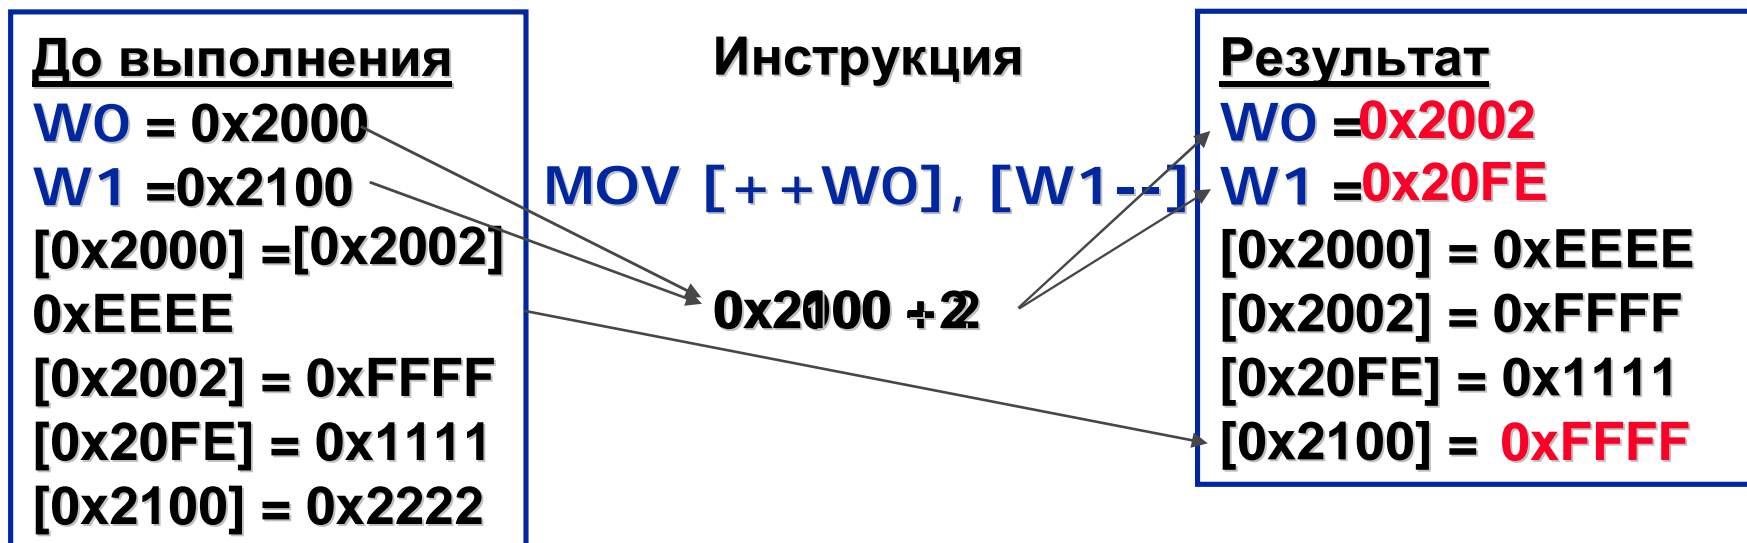 До выполнения
W0 = 0x2000
W1 =0x2100
[0x2000] =[0x2002]
0xEEEE
[0x2002] = 0xFFFF
[0x20FE] = 0x1111
[0x2100] = 0x2222
Инструкция
MOV [++W0], [W1--]
Результат
W0 =0x2002
W1 =0x20FE
[0x2000] = 0xEEEE
[0x2002] = 0xFFFF
[0x20FE] = 0x1111
[0x2100] = 0xFFFF